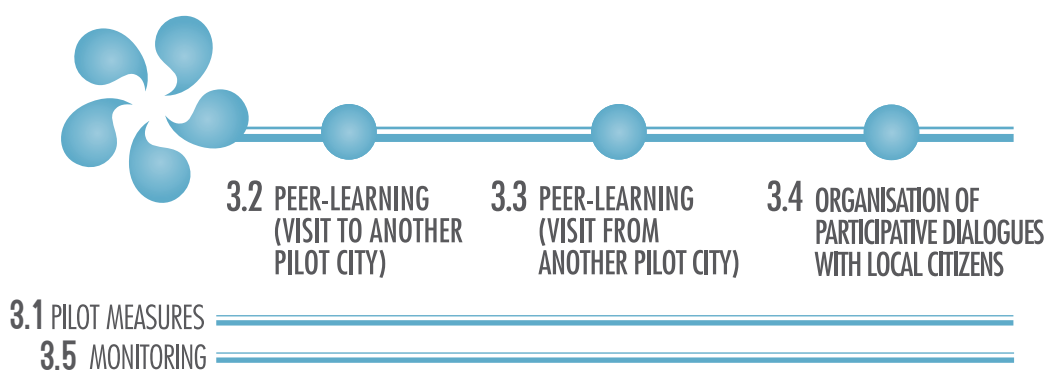 3.2 PEER-LEARNING
(VISIT TO ANOTHER
PILOT CITY)
3.3 PEER-LEARNING
(VISIT FROM
ANOTHER PILOT CITY)
3.4 ORGANISATION OF
PARTICIPATIVE DIALOGUES
WITH LOCAL CITIZENS
3.1 PILOT MEASURES
3.5 MONITORING